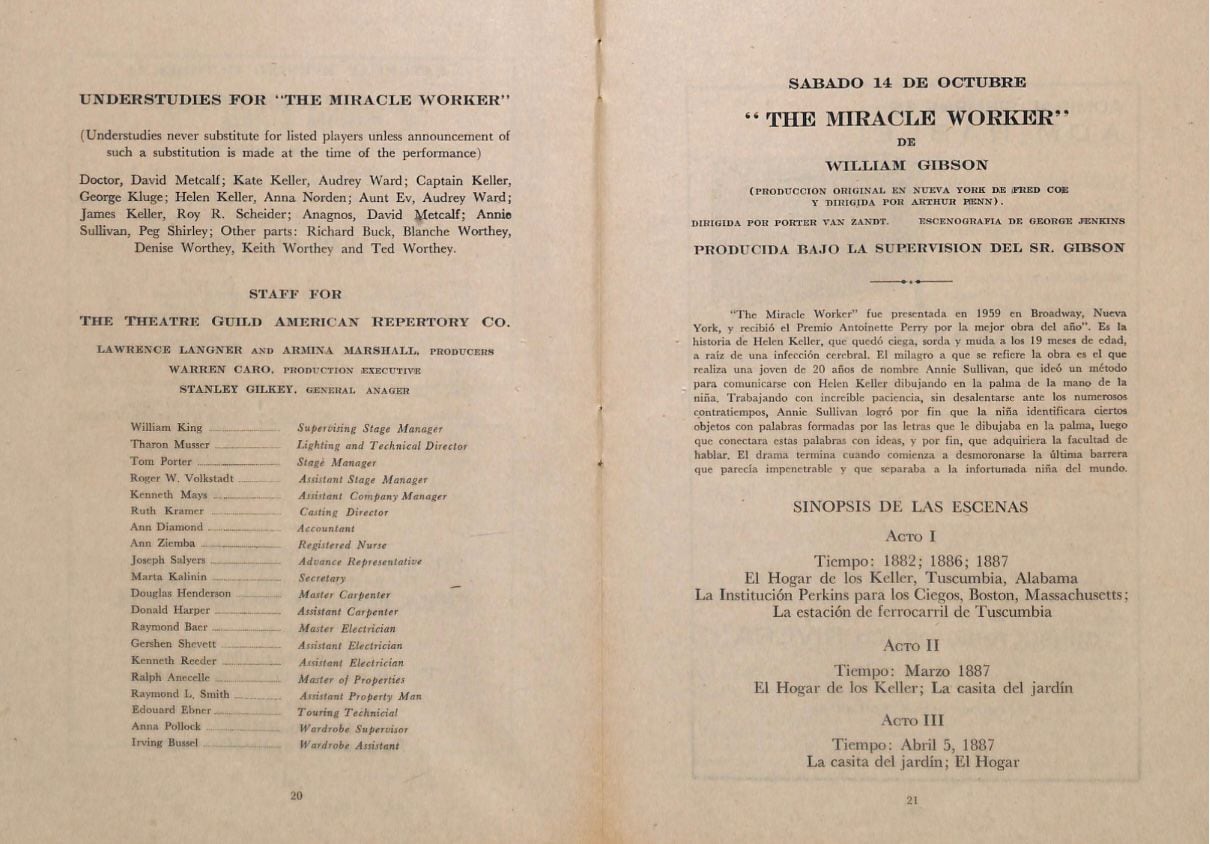 UNDERSTUDIES FOR "THE MIRACLE WORKER"
(Understudies never substitute for listed players unless announcement of
such a substitution is made at the time of the performance)
Doctor, David Metcalf; Kate Keller, Audrey Ward; Captain Keller,
George Kluge; Helen Keller, Anna Norden; Aunt Ev, Audrey Ward;
James Keller, Roy R. Scheider; Anagnos, David Metcalf; Annie
Sullivan, Peg Shirley; Other parts: Richard Buck, Blanche Worthey,
Denise Worthey, Keith Worthey and Ted Worthey.
STAFF FOR
THE THEATRE GUILD AMERICAN REPERTORY CO.
LAWRENCE LANGNER AND ARMINA MARSHALL, PRODUCERS
WARREN CARO, PRODUCTION EXECUTIVE
STANLEY GILKEY, GENERAL ANAGER
William King Supervising Stage Manager
Tharon Musser Lighting and Technical Director
Tom Porter Stage Manager
Roger W. Volkstadt Assistant Stage Manager
Kenneth Mays Assistant Company Manager
Ruth Kramer Casting Director
Ann Diamond Accountant
Ann Ziemba Registered Nurse
Joseph Salyers Advance Representative
Marta Kalinin Secretary
Douglas Henderson Master Carpenter
Donald Harper Assistant Carpenter
Raymond Baer Master Electrician
Gershen Shevett Assistant Electrician
Kenneth Reeder Assistant Electrician
Ralph Anecelle Master of Properties
Raymond L. Smith Assistant Property Man
Edouard Ebner Touring Technicial
Anna Pollock Wardrobe Supervisor
Irving Bussel Wardrobe Assistant
20
SABADO 14 DE OCTUBRE
"THE MIRACLE WORKER"
DE
WILLIAM GIBSON
(PRODUCCION ORIGINAL EN NUEVA YORK DE FRED COE
Y DIRIGIDA POR ARTHUR PENN).
DIRIGIDA POR PORTER VAN ZANDT. ESCENOGRAFIA DE GEORGE JENKINS
PRODUCIDA BAJO LA SUPERVISION DEL SR. GIBSON
"The Miracle Worker" fue presentada en 1959 en Broadway, Nueva
York, y recibió el Premio Antoinette Perry por la mejor obra del año". Es la
historia de Helen Keller, que quedó ciega, sorda y muda a los 19 meses de edad,
a raíz de una infección cerebral. El milagro a que se refiere la obra es el que
realiza una joven de 20 años de nombre Annie Sullivan, que ideó un método
para comunicarse con Helen Keller dibujando en la palma de la mano de la
niña. Trabajando con increíble paciencia, sin desalentarse ante los numerosos
contratiempos, Annie Sullivan logró por fin que la niña identificara ciertos
objetos con palabras formadas por las letras que le dibujaba en la palma, luego
que conectara estas palabras con ideas, y por fin, que adquiriera la facultad de
hablar. El drama termina cuando comienza a desmoronarse la última barrera
que parecía impenetrable y que separaba a la infortunada niña del mundo.
SINOPSIS DE LAS ESCENAS
ACTO I
Tiempo: 1882; 1886; 1887
El Hogar de los Keller, Tuscumbia, Alabama
La Institución Perkins para los Ciegos, Boston, Massachusetts;
La estación de ferrocarril de Tuscumbia
ACTO II
Tiempo: Marzo 1887
El Hogar de los Keller; La casita del jardín
ACTO III
Tiempo: Abril 5, 1887
La casita del jardín; El Hogar
21